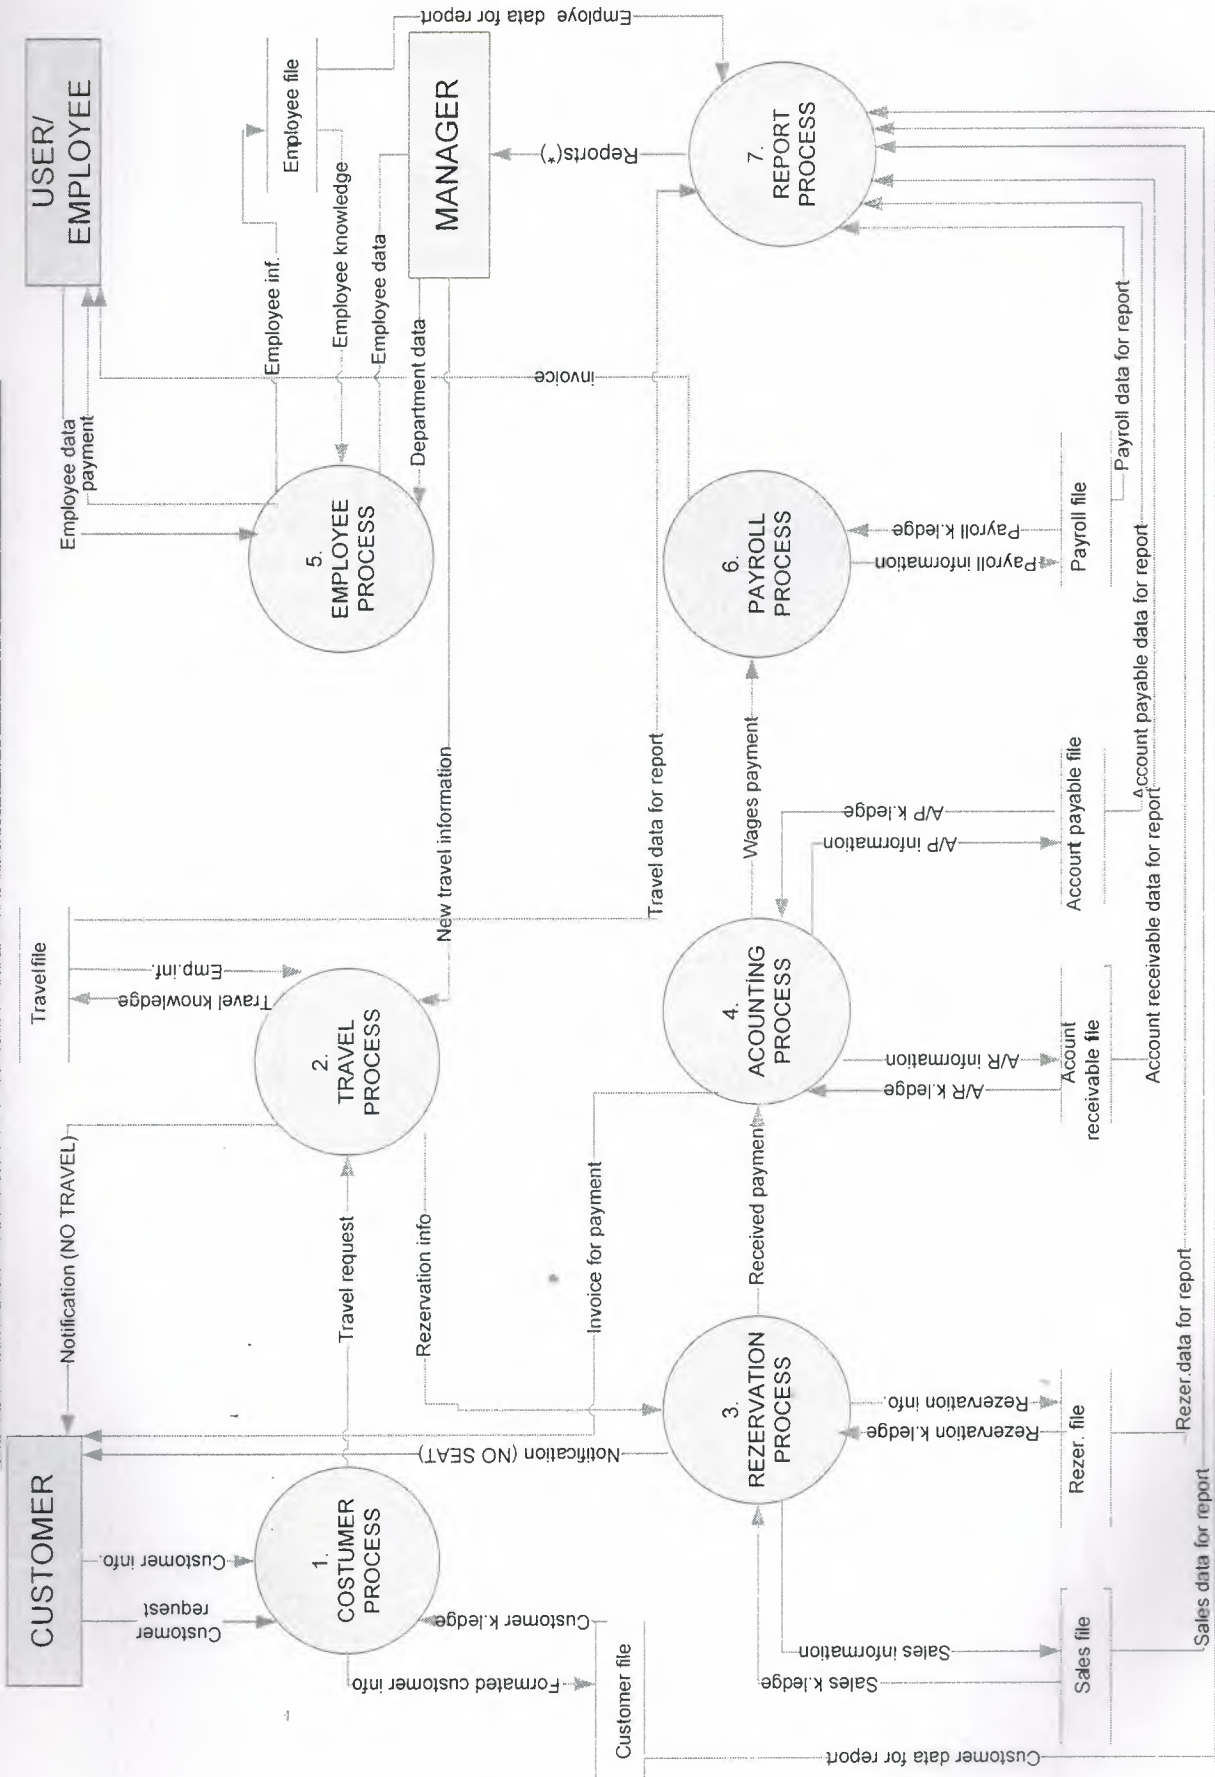 CUSTOMER
Notification (NO TRAVEL)
Travel file
Employee data
payment
USER/
EMPLOYEE
Customer
request
Customer info.
Travel knowledge
Emp.inf.
Employee inf.
Employee file
1.
COSTUMER
PROCESS
Travel request
2.
TRAVEL
PROCESS
5.
EMPLOYEE
PROCESS
Employee knowledge
Employee data
Employe data for report
Formated customer info
Customer k.ledge
Rezervation info
New travel information
Department data
MANAGER
Customer file
Notification (NO SEAT)
Invoice for payment
Travel data for report
invoice
Reports(*)
3.
REZERVATION
PROCESS
Received paymen
4.
ACOUNTİNG
PROCESS
Wages payment
6.
PAYROLL
PROCESS
7.
REPORT
PROCESS
Sales k.ledge
Sales information
Rezervation k.ledge
Rezervation info.
A/R k.ledge
A/R information
A/P information
A/P k.ledge
Payroll information
Payroll k.ledge
Sales file
Rezer. file
Acount
receivable file
Account payable file
Payroll file
Customer data for report
Sales data for report
Rezer.data for report
Account receivable data for report
Account payable data for report
Payroll data for report